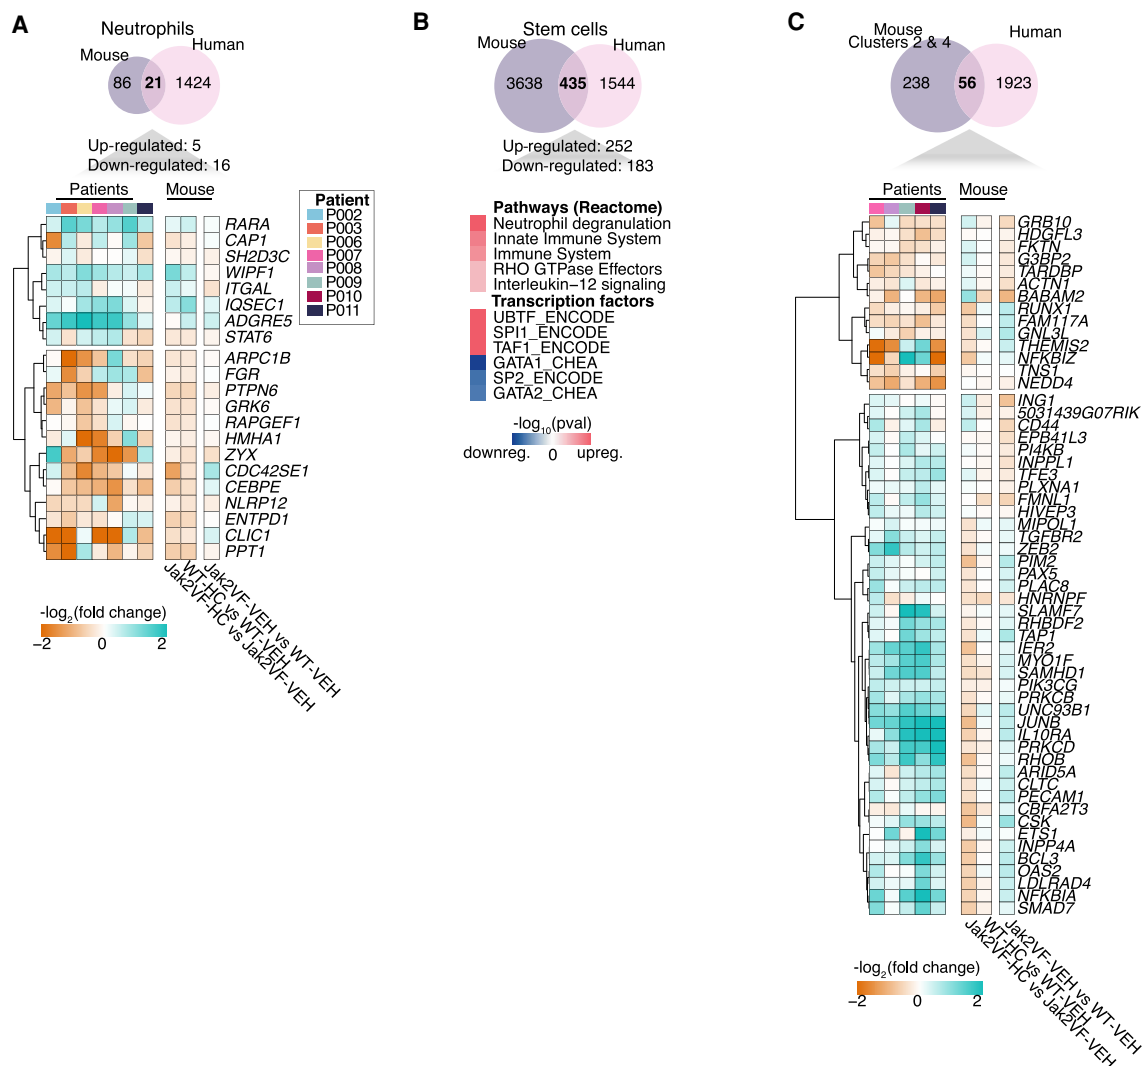 A
Neutrophils
Mouse
Human
86
21
1424
Up-regulated: 5
Down-regulated: 16
Patients
Mouse
Patient
P002
P003
P006
P007
P008
P009
P010
P011
RARA
CAP1
SH2D3C
WIPF1
ITGAL
IQSEC1
ADGRE5
STAT6
ARPC1B
FGR
PTPN6
GRK6
RAPGEF1
HMHA1
ZYX
CDC42SE1
CEBPE
NLRP12
ENTPD1
CLIC1
PPT1
Jak2VF-VEH vs WT-VEH
WT-HC vs WT-VEH
Jak2VF-HC vs Jak2VF-VEH
-log2(fold change)
−2
0
2
B
Stem cells
Mouse
Human
3638
435
1544
Up-regulated: 252
Down-regulated: 183
Pathways (Reactome)
Neutrophil degranulation
Innate Immune System
Immune System
RHO GTPase Effectors
Interleukin-12 signaling
Transcription factors
UBTF_ENCODE
SPI1_ENCODE
TAF1_ENCODE
GATA1_CHEA
SP2_ENCODE
GATA2_CHEA
-log10(pval)
downreg.
0
upreg.
C
Mouse
Clusters 2 & 4
Human
238
56
1923
Patients
Mouse
GRB10
HDGFL3
FKTN
G3BP2
TARDBP
ACTN1
BABAM2
RUNX1
FAM117A
GNL3L
THEMIS2
NFKBIZ
TNS1
NEDD4
ING1
5031439G07RIK
CD44
EPB41L3
PI4KB
INPPL1
TFE3
PLXNA1
FMNL1
HIVEP3
MIPOL1
TGFBR2
ZEB2
PIM2
PAX5
PLAC8
HNRNPF
SLAMF7
RHBDF2
TAP1
IER2
MYO1F
SAMHD1
PIK3CG
PRKCB
UNC93B1
JUNB
IL10RA
PRKCD
RHOB
ARID5A
CLTC
PECAM1
CBFA2T3
CSK
ETS1
INPP4A
BCL3
OAS2
LDLRAD4
NFKBIA
SMAD7
Jak2VF-VEH vs WT-VEH
WT-HC vs WT-VEH
Jak2VF-HC vs Jak2VF-VEH
-log2(fold change)
−2
0
2